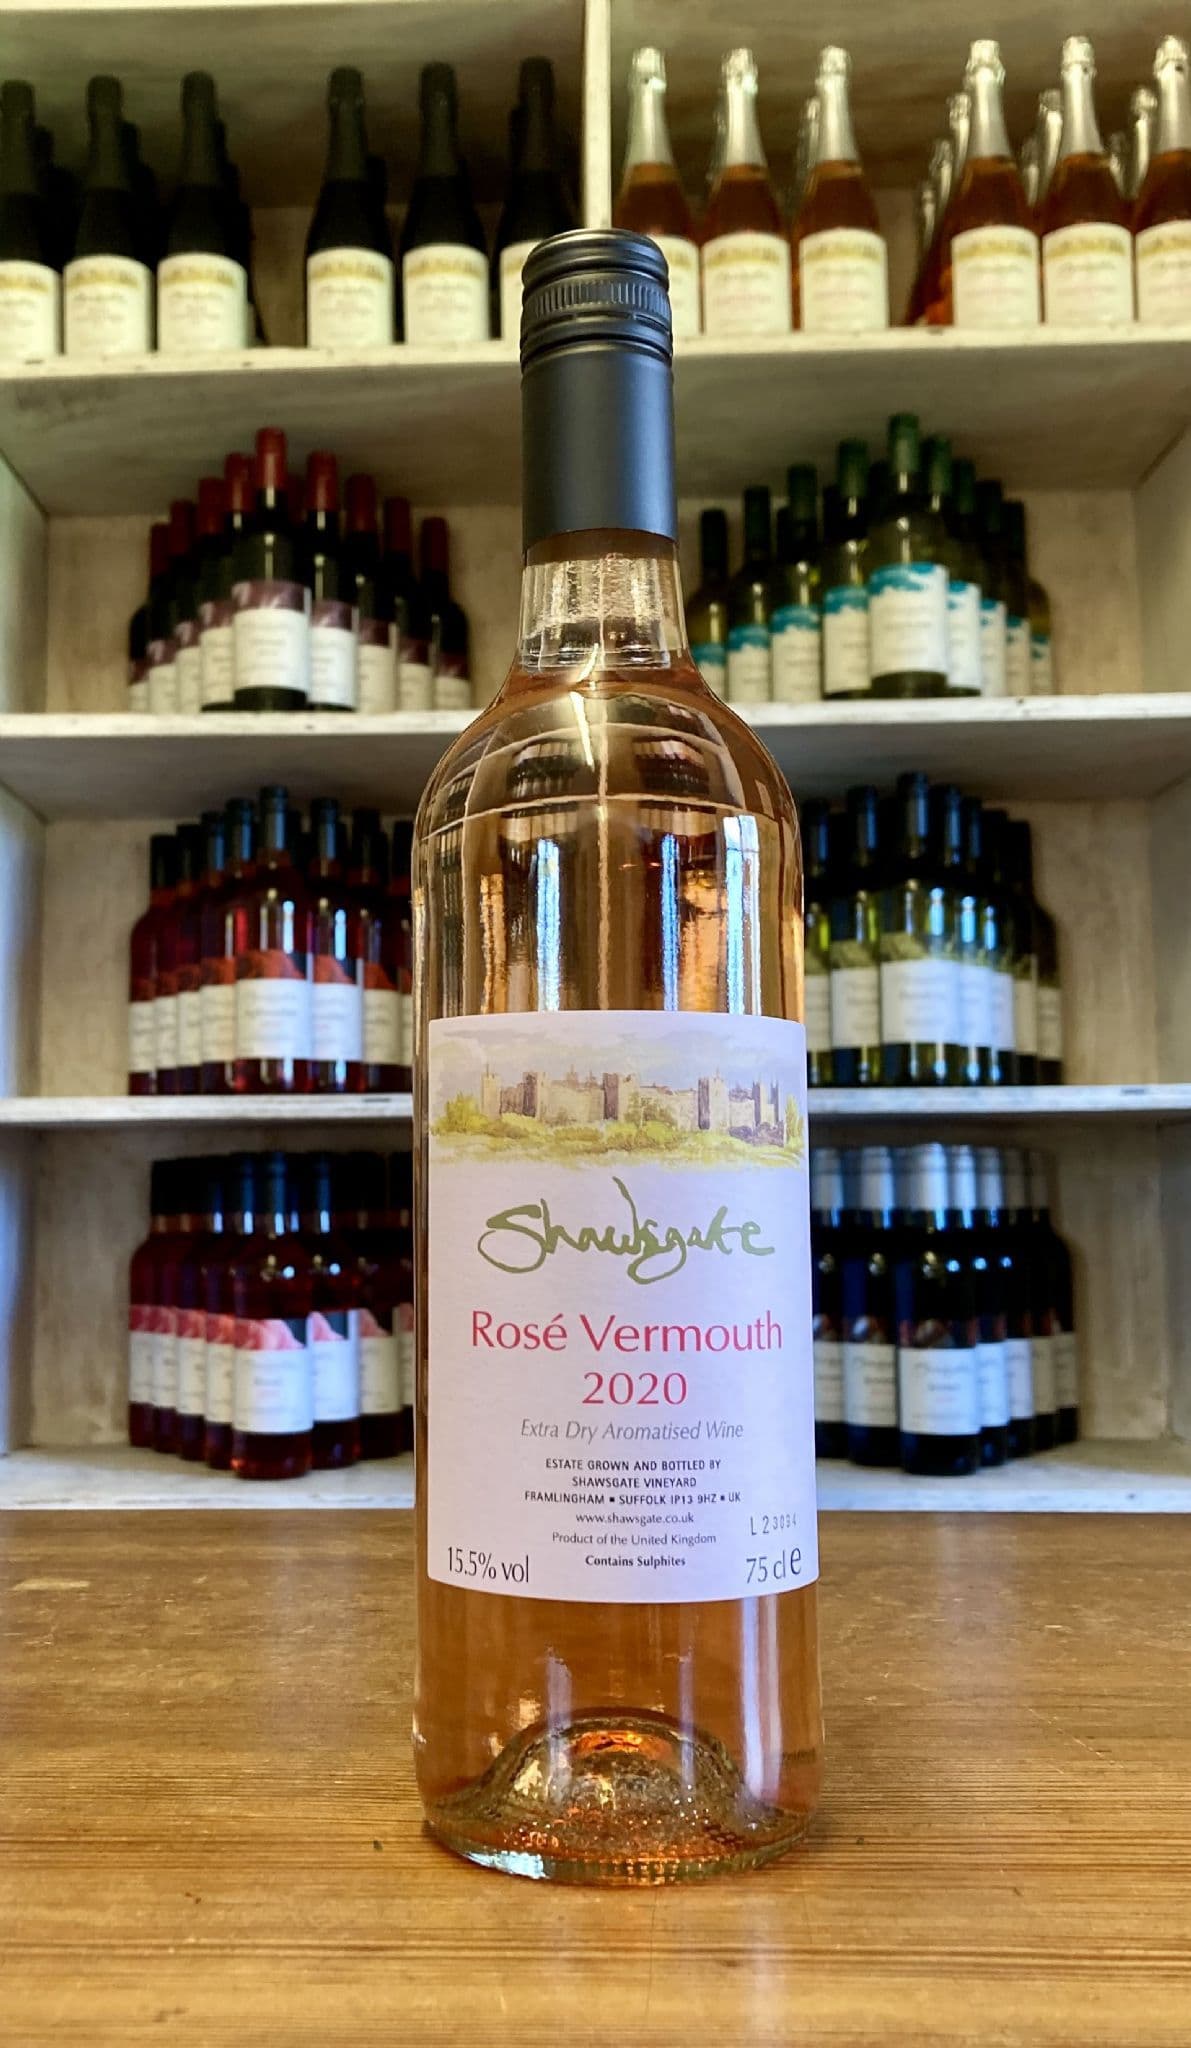 Shawsgate
Rosé Vermouth
2020
Extra Dry Aromatised Wine
ESTATE GROWN AND BOTTLED BY
SHAWSGATE VINEYARD
FRAMLINGHAM ▪ SUFFOLK IP13 9HZ ▪ UK
www.shawsgate.co.uk
L23094
Product of the United Kingdom
15.5% vol
Contains Sulphites
75 cl e